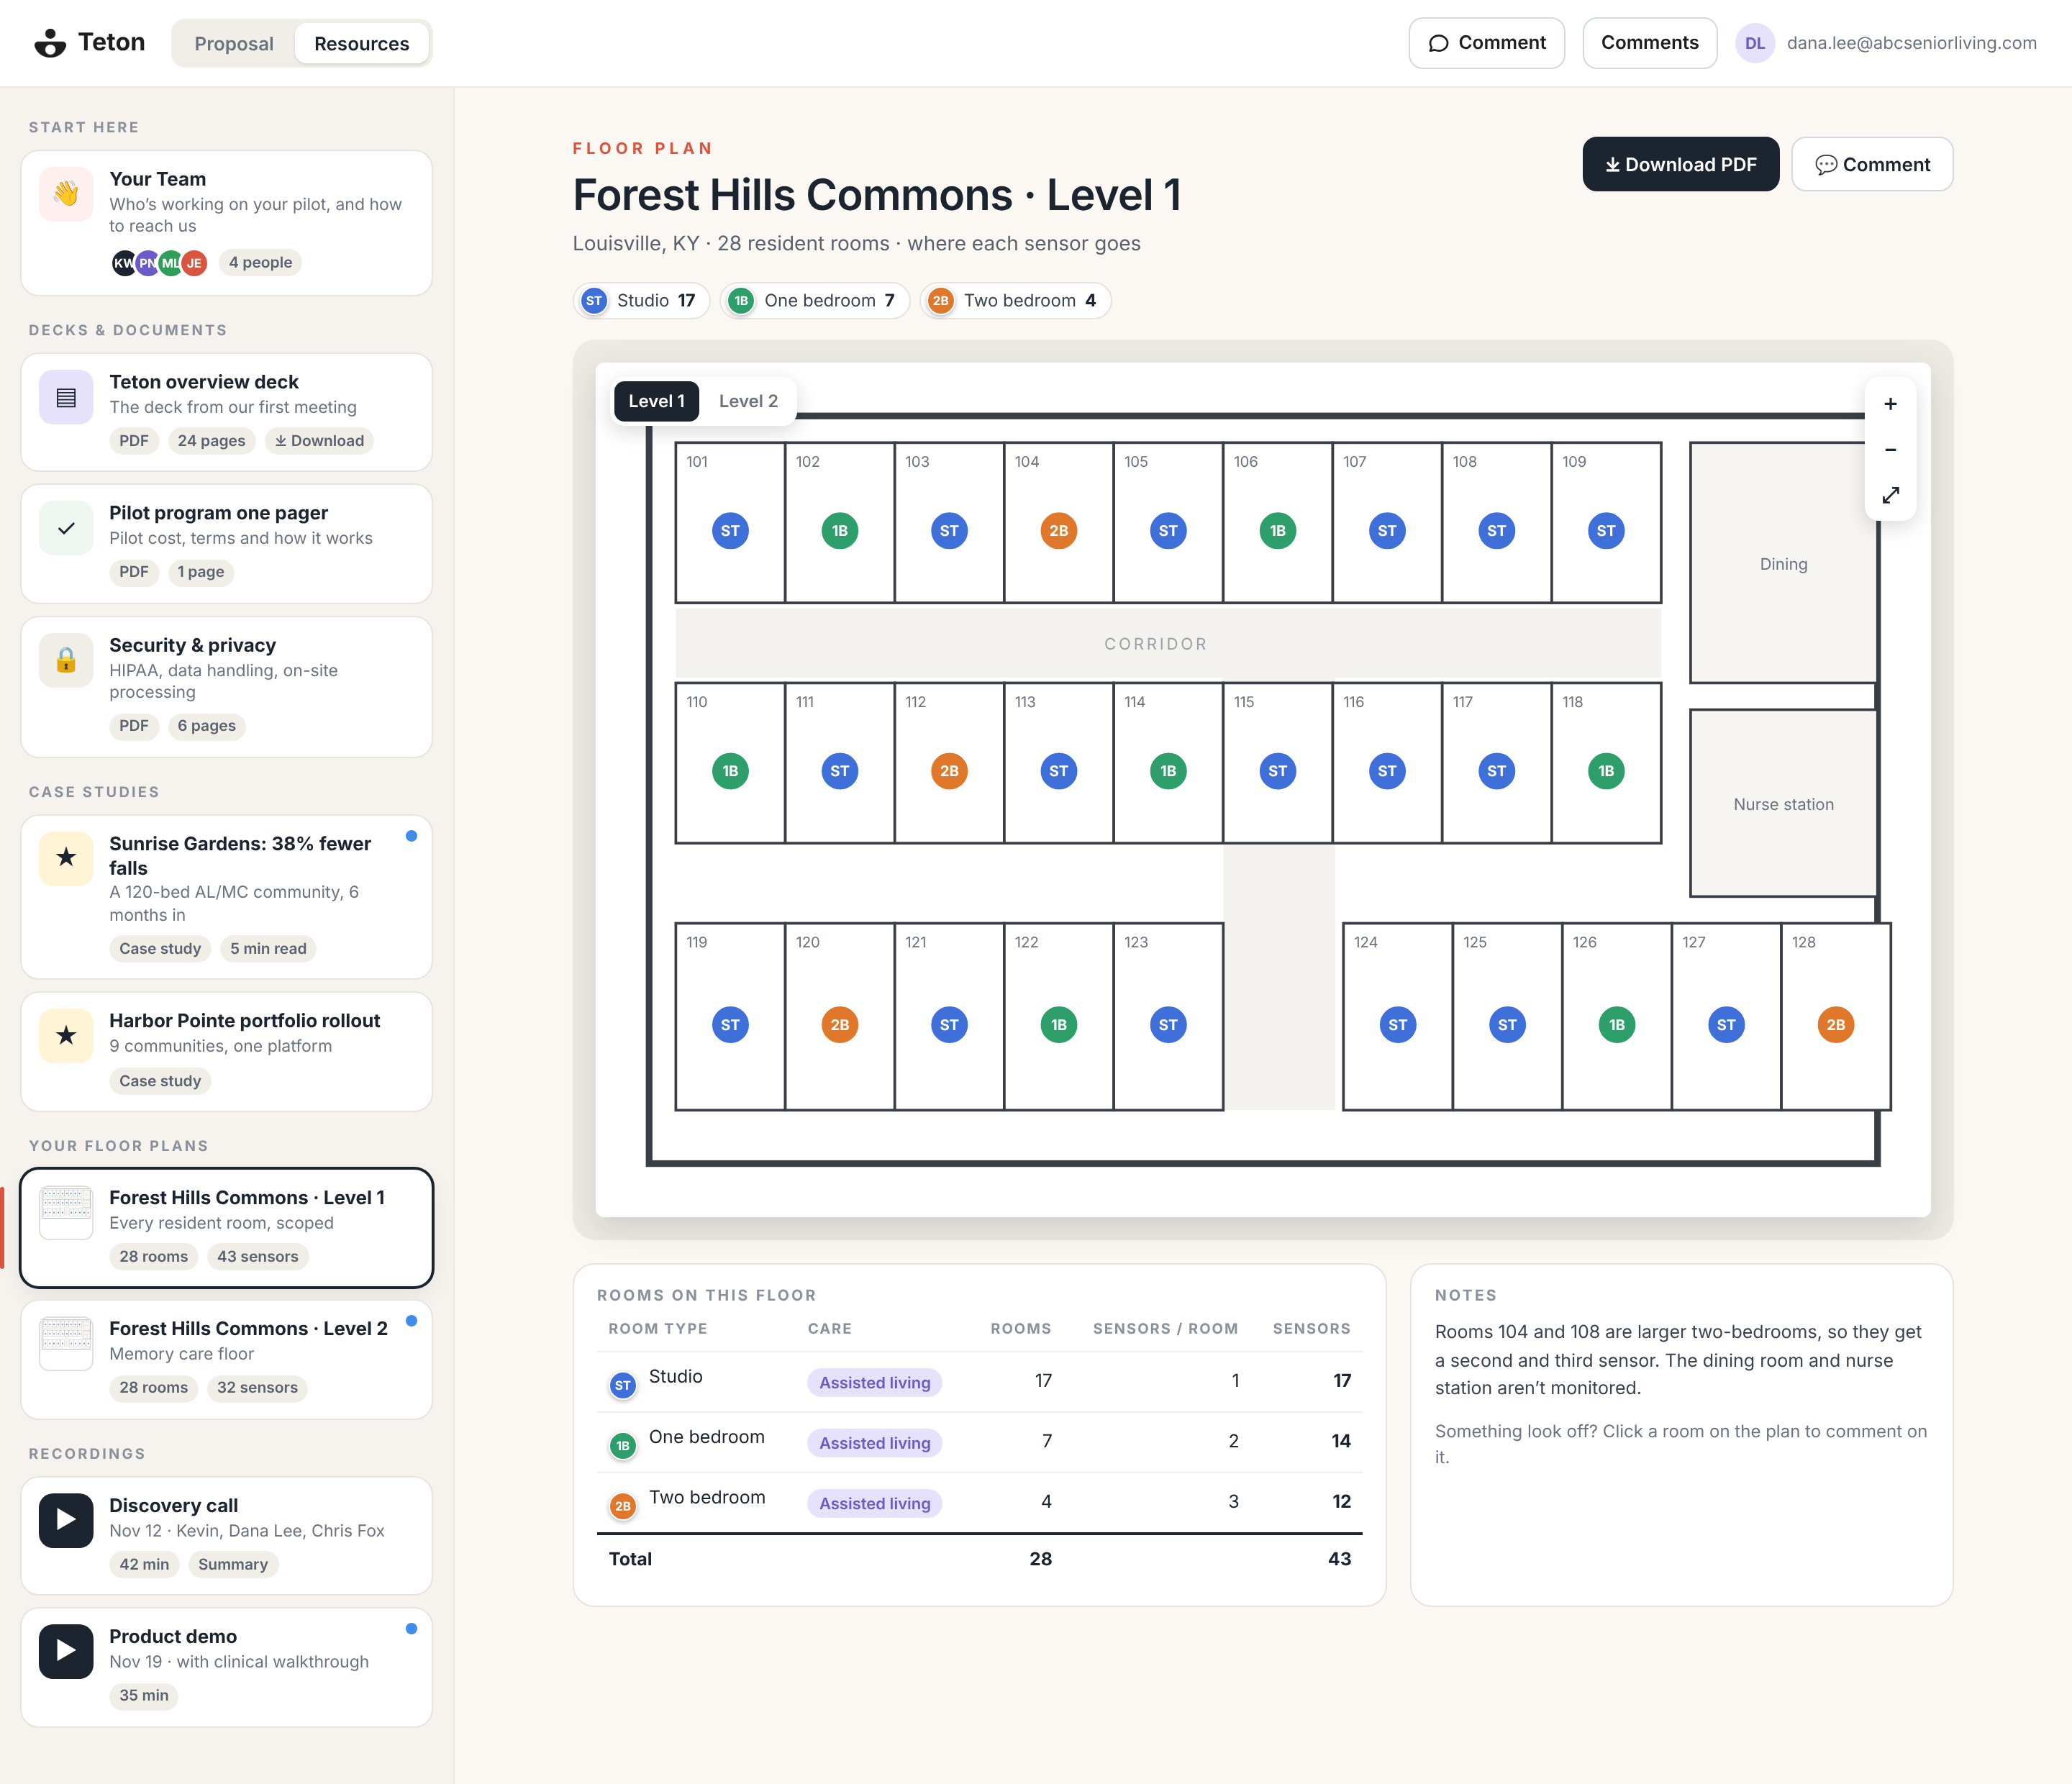 Teton
Proposal
Resources
Comment
Comments
DL
dana.lee@abcseniorliving.com
START HERE
Your Team
Who’s working on your pilot, and how
to reach us
KW PN ML JE
4 people
DECKS & DOCUMENTS
Teton overview deck
The deck from our first meeting
PDF
24 pages
Download
Pilot program one pager
Pilot cost, terms and how it works
PDF
1 page
Security & privacy
HIPAA, data handling, on-site
processing
PDF
6 pages
CASE STUDIES
Sunrise Gardens: 38% fewer
falls
A 120-bed AL/MC community, 6
months in
Case study
5 min read
Harbor Pointe portfolio rollout
9 communities, one platform
Case study
YOUR FLOOR PLANS
Forest Hills Commons · Level 1
Every resident room, scoped
28 rooms
43 sensors
Forest Hills Commons · Level 2
Memory care floor
28 rooms
32 sensors
RECORDINGS
Discovery call
Nov 12 · Kevin, Dana Lee, Chris Fox
42 min
Summary
Product demo
Nov 19 · with clinical walkthrough
35 min
FLOOR PLAN
Forest Hills Commons · Level 1
Louisville, KY · 28 resident rooms · where each sensor goes
Download PDF
Comment
ST Studio 17
1B One bedroom 7
2B Two bedroom 4
Level 1
Level 2
+
−
101 102 103 104 105 106 107 108 109
ST 1B ST 2B ST 1B ST ST ST
Dining
CORRIDOR
110 111 112 113 114 115 116 117 118
1B ST 2B ST 1B ST ST ST 1B
Nurse station
119 120 121 122 123 124 125 126 127 128
ST 2B ST 1B ST ST ST 1B ST 2B
ROOMS ON THIS FLOOR
ROOM TYPE CARE ROOMS SENSORS / ROOM SENSORS
ST Studio Assisted living 17 1 17
1B One bedroom Assisted living 7 2 14
2B Two bedroom Assisted living 4 3 12
Total 28 43
NOTES
Rooms 104 and 108 are larger two-bedrooms, so they get
a second and third sensor. The dining room and nurse
station aren’t monitored.
Something look off? Click a room on the plan to comment on
it.